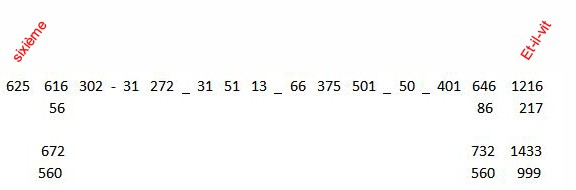 sixième Et-il-vit
625 616 302 - 31 272 _ 31 51 13 _ 66 375 501 _ 50 _ 401 646 1216
56 86 217
672 732 1433
560 560 999